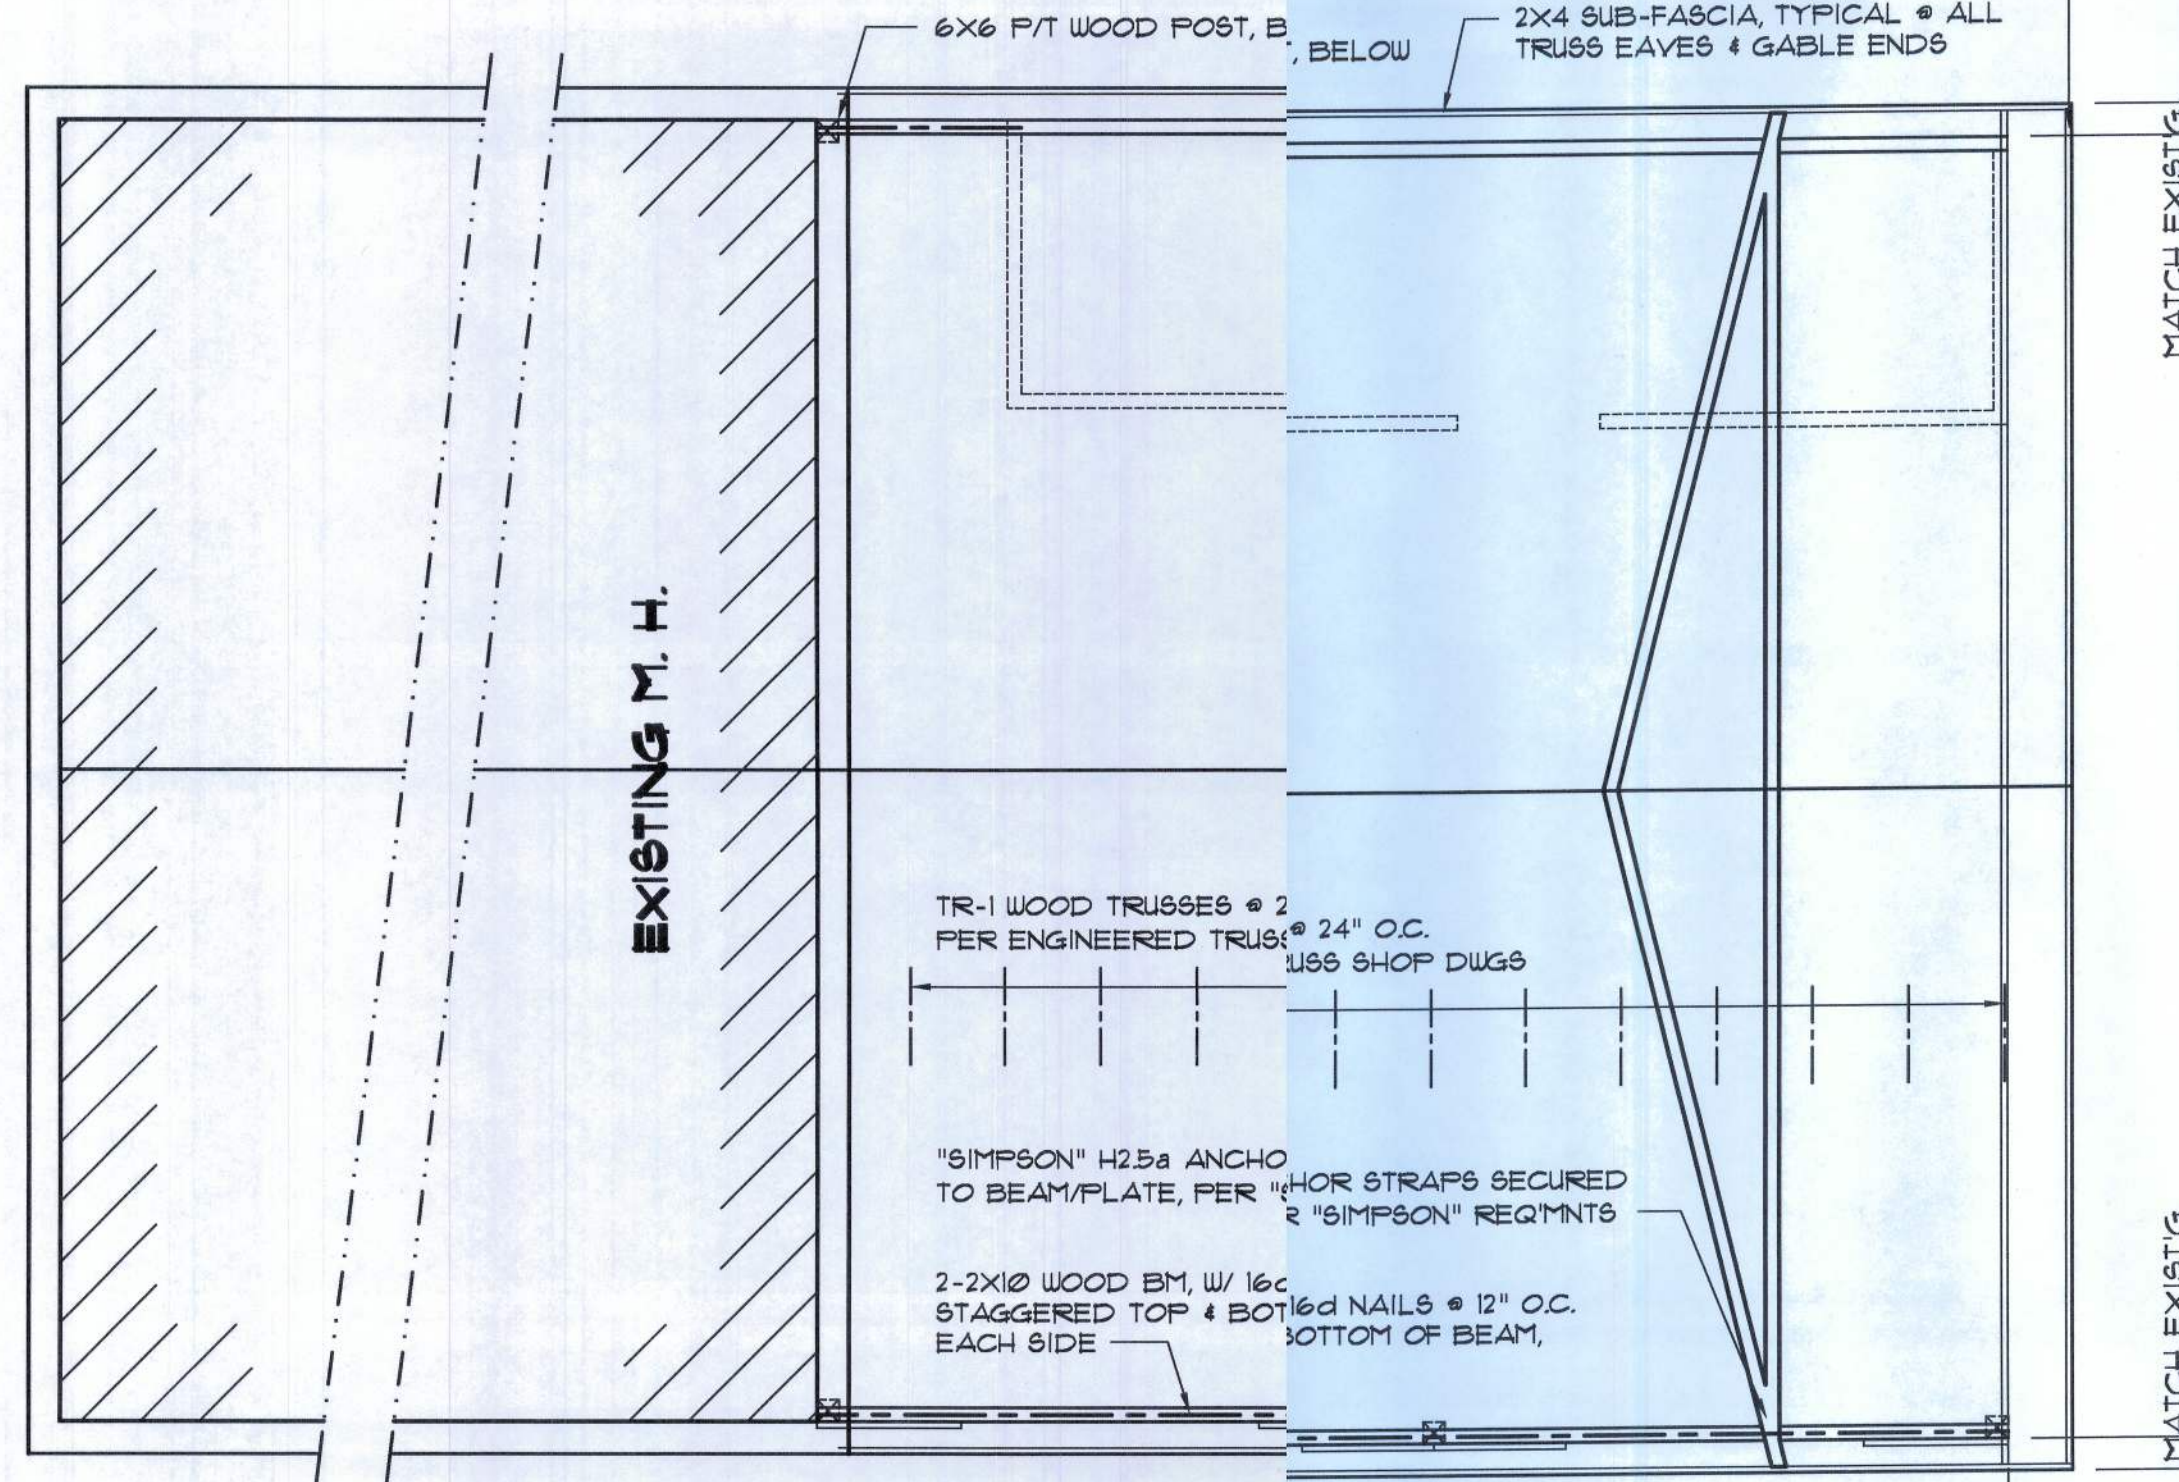 6X6 P/T WOOD POST, B
, BELOW
2X4 SUB-FASCIA, TYPICAL @ ALL
TRUSS EAVES & GABLE ENDS
MATCH EXIST'G
EXISTING M. H.
TR-1 WOOD TRUSSES @ 2
PER ENGINEERED TRUSS
@ 24" O.C.
USS SHOP DWGS
"SIMPSON" H2.5a ANCHO
TO BEAM/PLATE, PER "S
HOR STRAPS SECURED
R "SIMPSON" REQ'MNTS
2-2X10 WOOD BM, W/ 16d
STAGGERED TOP & BOT
EACH SIDE
16d NAILS @ 12" O.C.
BOTTOM OF BEAM,
MATCH EXIST'G